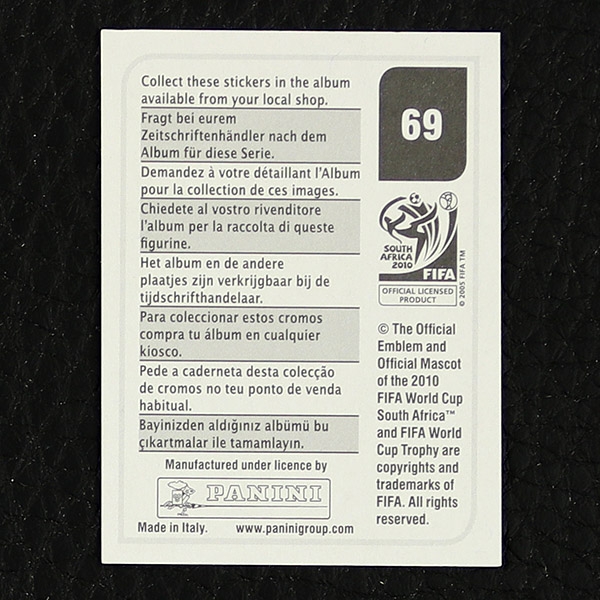 Collect these stickers in the album
available from your local shop.
Fragt bei eurem
Zeitschriftenhändler nach dem
Album für diese Serie.
Demandez à votre détaillant l'Album
pour la collection de ces images.
Chiedete al vostro rivenditore
l'album per la raccolta di queste
figurine.
Het album en de andere
plaatjes zijn verkrijgbaar bij de
tijdschrifthandelaar.
Para coleccionar estos cromos
compra tu álbum en cualquier
kiosco.
Pede a caderneta desta colecção
de cromos no teu ponto de venda
habitual.
Bayinizden aldığınız albümü bu
çıkartmalar ile tamamlayın.
Manufactured under licence by
PANINI
Made in Italy. www.paninigroup.com
69
SOUTH
AFRICA
2010
FIFA
OFFICIAL LICENSED
PRODUCT
© 2005 FIFA TM
© The Official
Emblem and
Official Mascot
of the 2010
FIFA World Cup
South Africa™
and FIFA World
Cup Trophy are
copyrights and
trademarks of
FIFA. All rights
reserved.